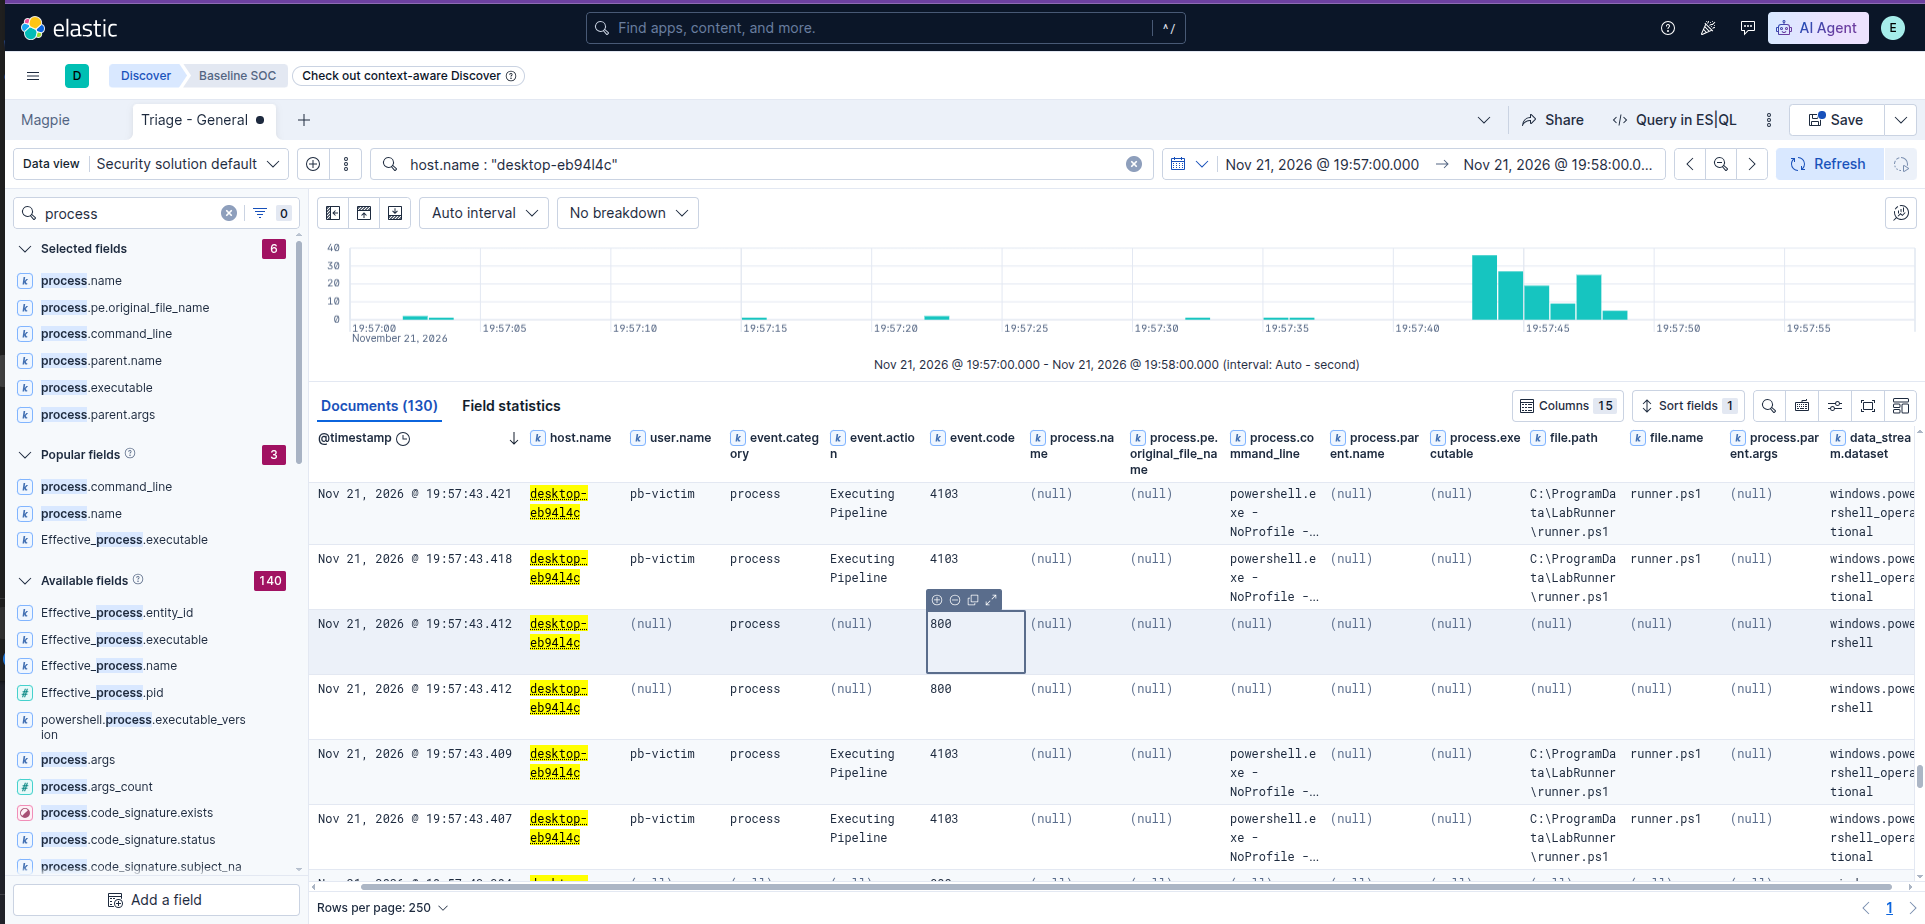 elastic
Find apps, content, and more.
^/
AI Agent
E
D
Discover
Baseline SOC
Check out context-aware Discover
Magpie
Triage - General
Share
Query in ES|QL
Save
Data view
Security solution default
host.name : "desktop-eb94l4c"
Nov 21, 2026 @ 19:57:00.000
→
Nov 21, 2026 @ 19:58:00.0...
Refresh
process
0
Auto interval
No breakdown
Selected fields
6
process.name
process.pe.original_file_name
process.command_line
process.parent.name
process.executable
process.parent.args
Popular fields
3
process.command_line
process.name
Effective_process.executable
Available fields
140
Effective_process.entity_id
Effective_process.executable
Effective_process.name
Effective_process.pid
powershell.process.executable_vers
ion
process.args
process.args_count
process.code_signature.exists
process.code_signature.status
process.code_signature.subject_na
Add a field
40
30
20
10
0
19:57:00
19:57:05
19:57:10
19:57:15
19:57:20
19:57:25
19:57:30
19:57:35
19:57:40
19:57:45
19:57:50
19:57:55
November 21, 2026
Nov 21, 2026 @ 19:57:00.000 - Nov 21, 2026 @ 19:58:00.000 (interval: Auto - second)
Documents (130)
Field statistics
Columns 15
Sort fields 1
@timestamp
host.name
user.name
event.categ
ory
event.actio
n
event.code
process.na
me
process.pe.
original_file_na
me
process.co
mmand_line
process.par
ent.name
process.exe
cutable
file.path
file.name
process.par
ent.args
data_strea
m.dataset
Nov 21, 2026 @ 19:57:43.421
desktop-
eb94l4c
pb-victim
process
Executing
Pipeline
4103
(null)
(null)
powershell.e
xe -
NoProfile -...
(null)
(null)
C:\ProgramDa
ta\LabRunner
\runner.ps1
runner.ps1
(null)
windows.powe
rshell_opera
tional
Nov 21, 2026 @ 19:57:43.418
desktop-
eb94l4c
pb-victim
process
Executing
Pipeline
4103
(null)
(null)
powershell.e
xe -
NoProfile -...
(null)
(null)
C:\ProgramDa
ta\LabRunner
\runner.ps1
runner.ps1
(null)
windows.powe
rshell_opera
tional
Nov 21, 2026 @ 19:57:43.412
desktop-
eb94l4c
(null)
process
(null)
800
(null)
(null)
(null)
(null)
(null)
(null)
(null)
(null)
windows.powe
rshell
Nov 21, 2026 @ 19:57:43.412
desktop-
eb94l4c
(null)
process
(null)
800
(null)
(null)
(null)
(null)
(null)
(null)
(null)
(null)
windows.powe
rshell
Nov 21, 2026 @ 19:57:43.409
desktop-
eb94l4c
pb-victim
process
Executing
Pipeline
4103
(null)
(null)
powershell.e
xe -
NoProfile -...
(null)
(null)
C:\ProgramDa
ta\LabRunner
\runner.ps1
runner.ps1
(null)
windows.powe
rshell_opera
tional
Nov 21, 2026 @ 19:57:43.407
desktop-
eb94l4c
pb-victim
process
Executing
Pipeline
4103
(null)
(null)
powershell.e
xe -
NoProfile -...
(null)
(null)
C:\ProgramDa
ta\LabRunner
\runner.ps1
runner.ps1
(null)
windows.powe
rshell_opera
tional
Rows per page: 250
1